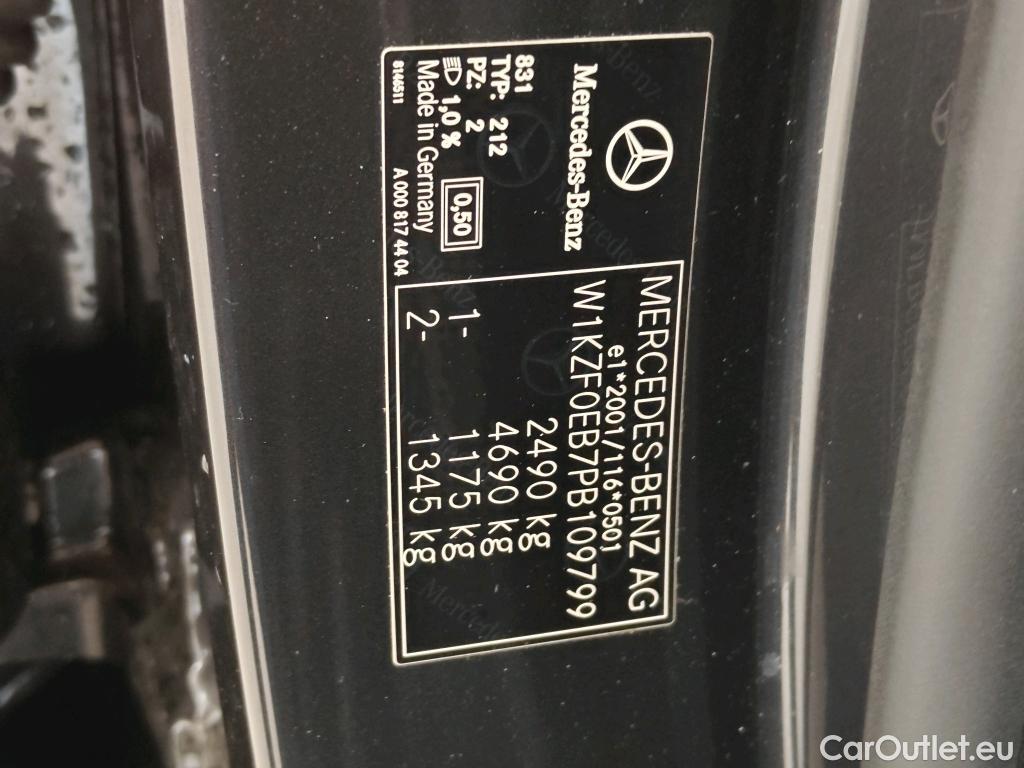 Mercedes-Benz
831
TYP: 212
PZ: 2
1,0 %
0,50
Made in Germany
8146511
A 000 817 44 04
MERCEDES-BENZ AG
e1*2001/116*0501
W1KZF0EB7PB109799
2490 kg
4690 kg
1- 1175 kg
2- 1345 kg
CarOutlet.eu